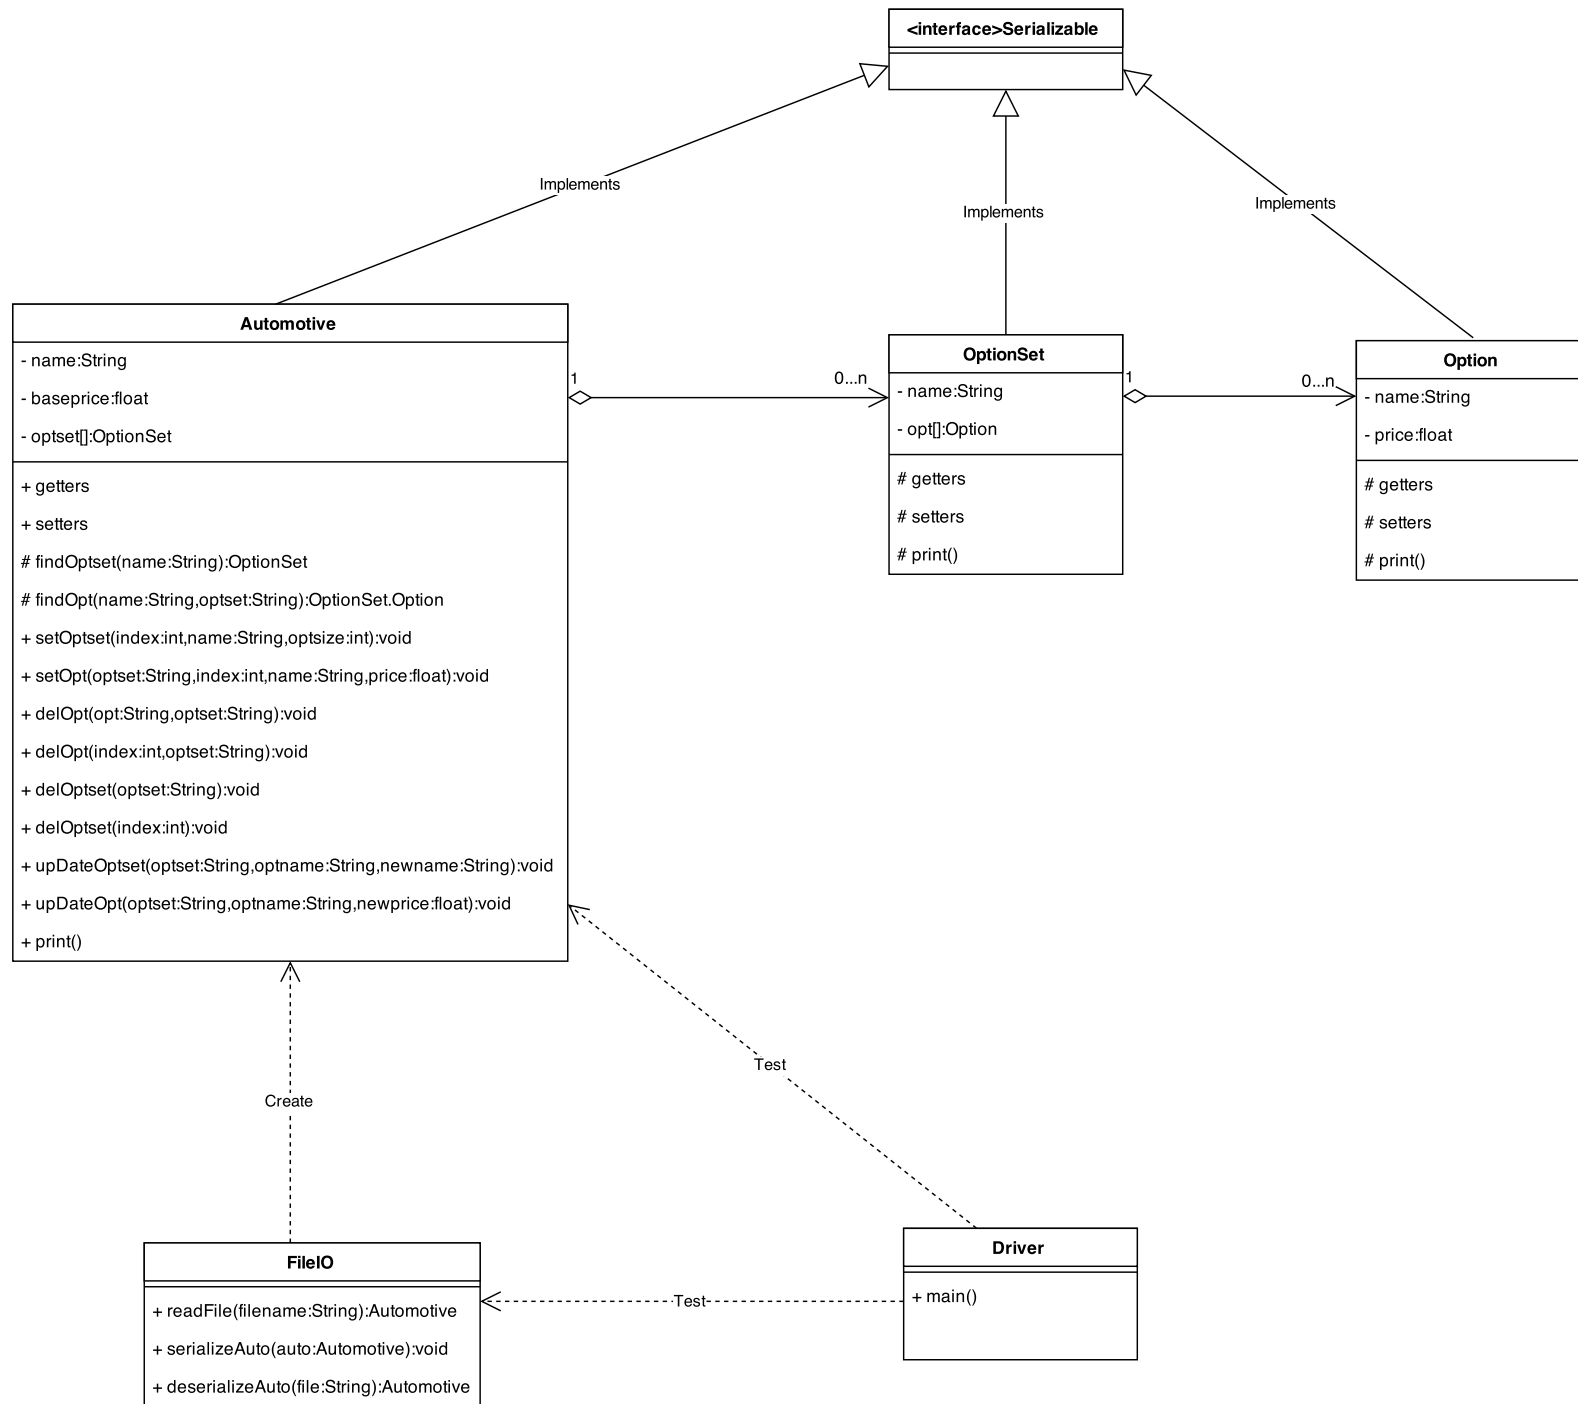 <interface>Serializable
Implements
Implements
Implements
Automotive
- name:String
- baseprice:float
- optset[]:OptionSet
+ getters
+ setters
# findOptset(name:String):OptionSet
# findOpt(name:String,optset:String):OptionSet.Option
+ setOptset(index:int,name:String,optsize:int):void
+ setOpt(optset:String,index:int,name:String,price:float):void
+ delOpt(opt:String,optset:String):void
+ delOpt(index:int,optset:String):void
+ delOptset(optset:String):void
+ delOptset(index:int):void
+ upDateOptset(optset:String,optname:String,newname:String):void
+ upDateOpt(optset:String,optname:String,newprice:float):void
+ print()
1
0...n
OptionSet
- name:String
- opt[]:Option
# getters
# setters
# print()
1
0...n
Option
- name:String
- price:float
# getters
# setters
# print()
Create
Test
FileIO
+ readFile(filename:String):Automotive
+ serializeAuto(auto:Automotive):void
+ deserializeAuto(file:String):Automotive
Test
Driver
+ main()